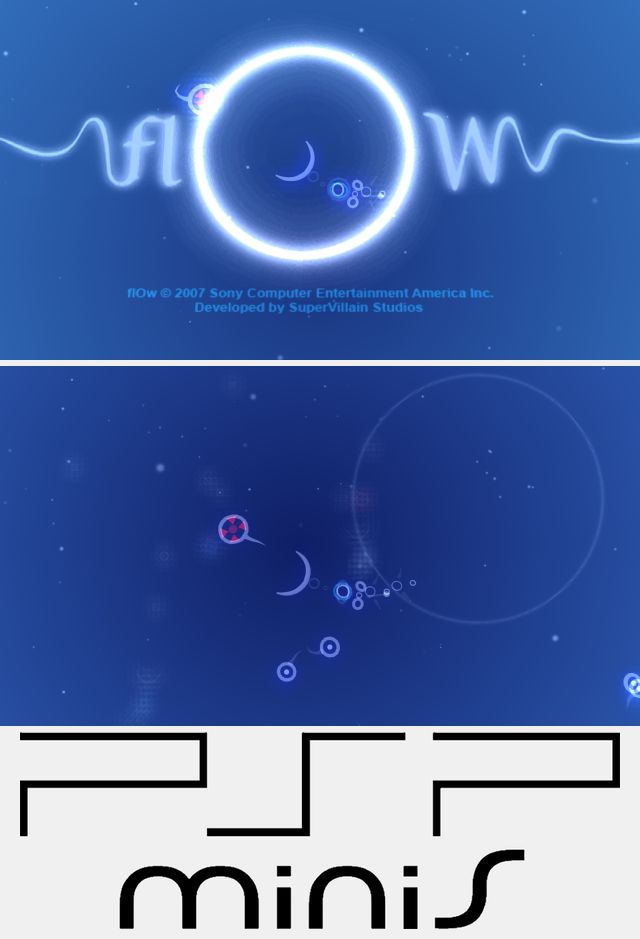 flOw
flOw © 2007 Sony Computer Entertainment America Inc.
Developed by SuperVillain Studios
PSP
minis